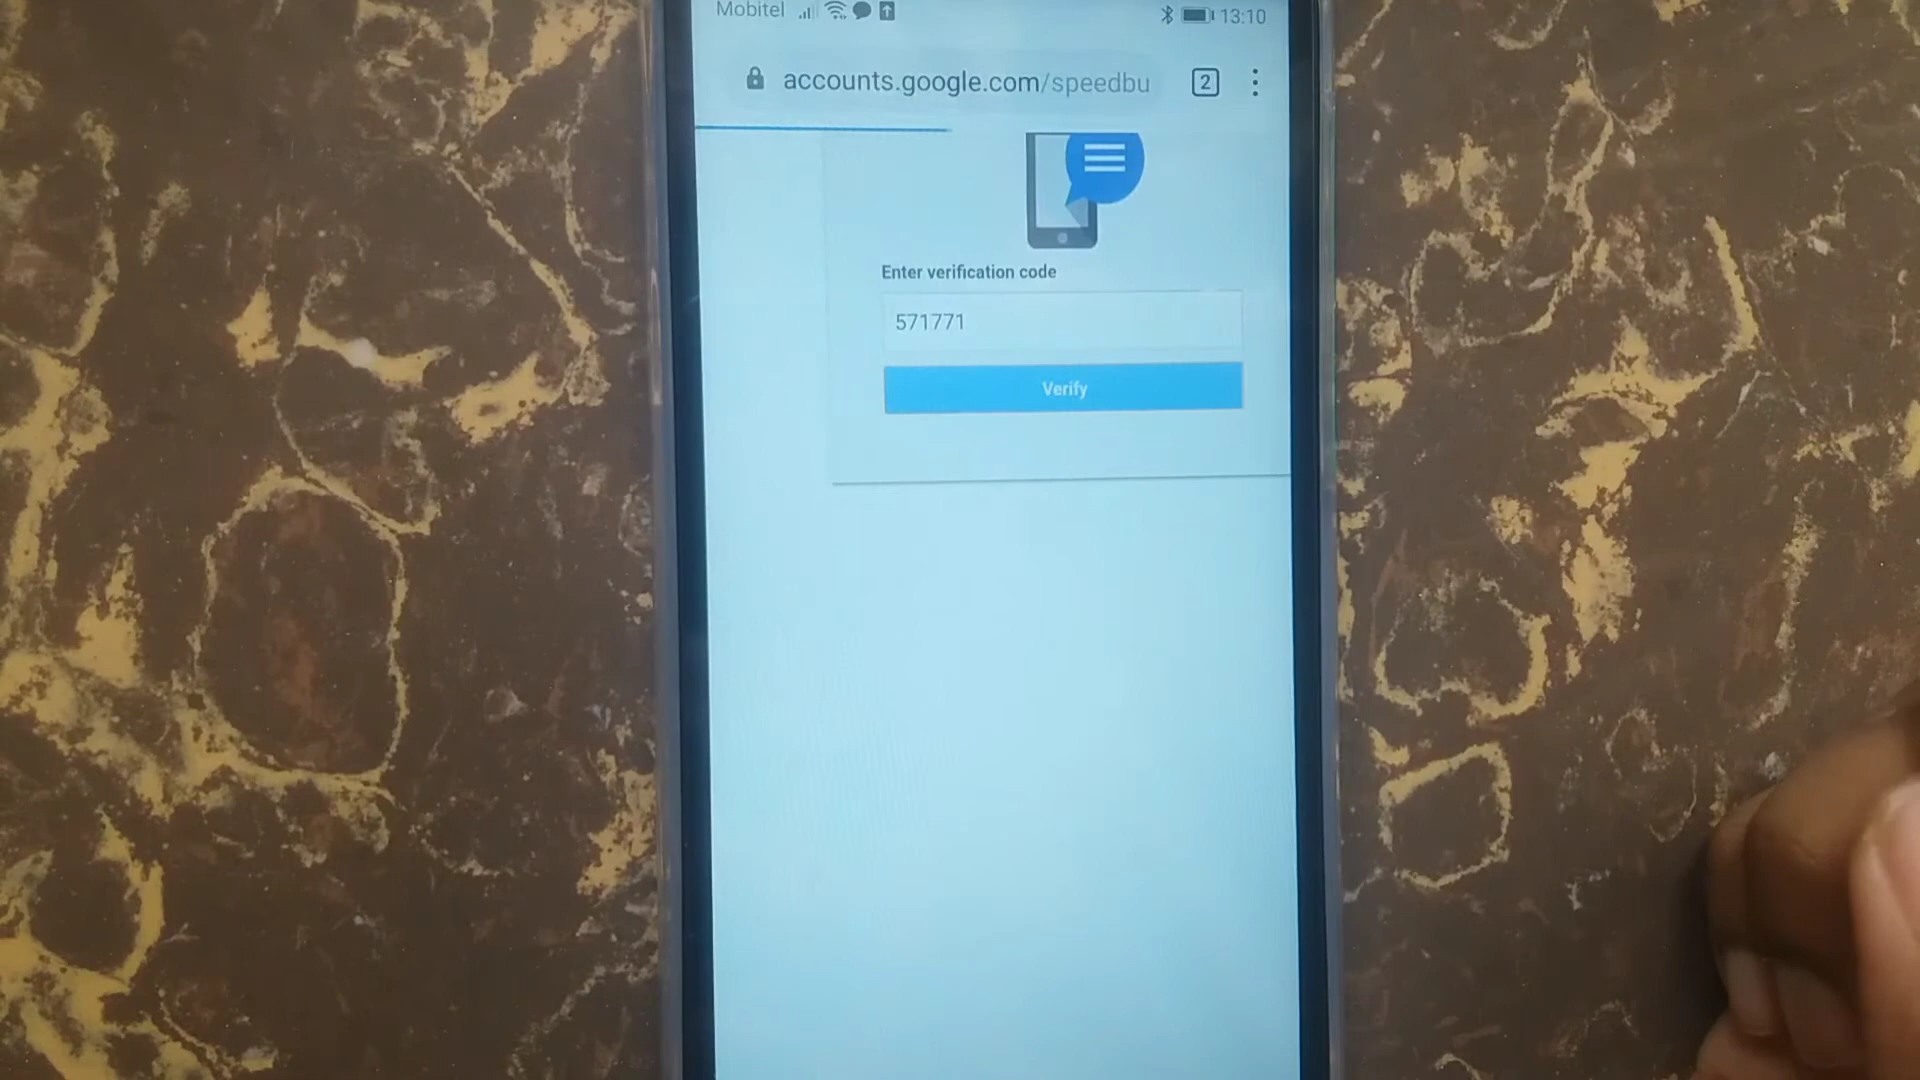 Mobitel 13:10
accounts.google.com/speedbu 2
Enter verification code
571771
Verify